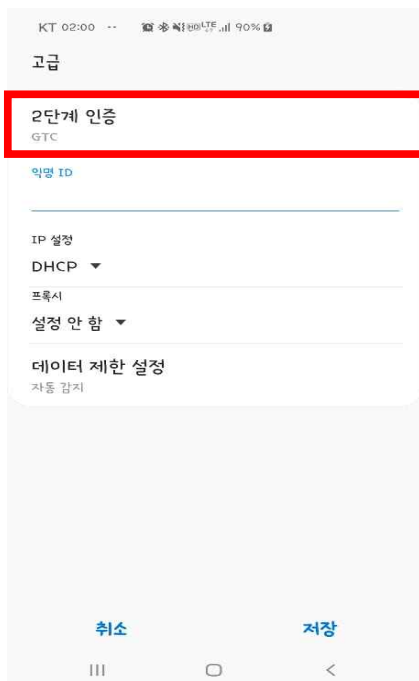 KT 02:00 -- LTE 90%
고급
2단계 인증
GTC
익명 ID
IP 설정
DHCP
프록시
설정 안 함
데이터 제한 설정
자동 감지
취소 저장